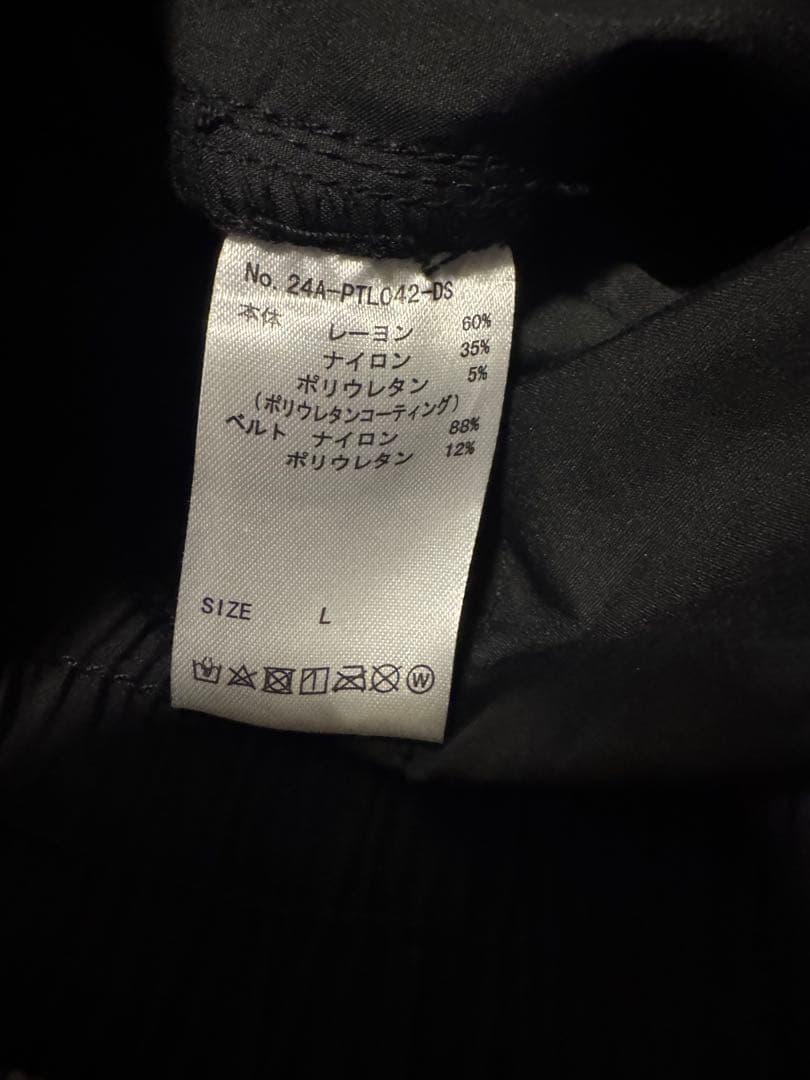 No. 24A-PTL042-DS
本体 レーヨン 60%
ナイロン 35%
ポリウレタン 5%
(ポリウレタンコーティング)
ベルト ナイロン 88%
ポリウレタン 12%
SIZE L
W